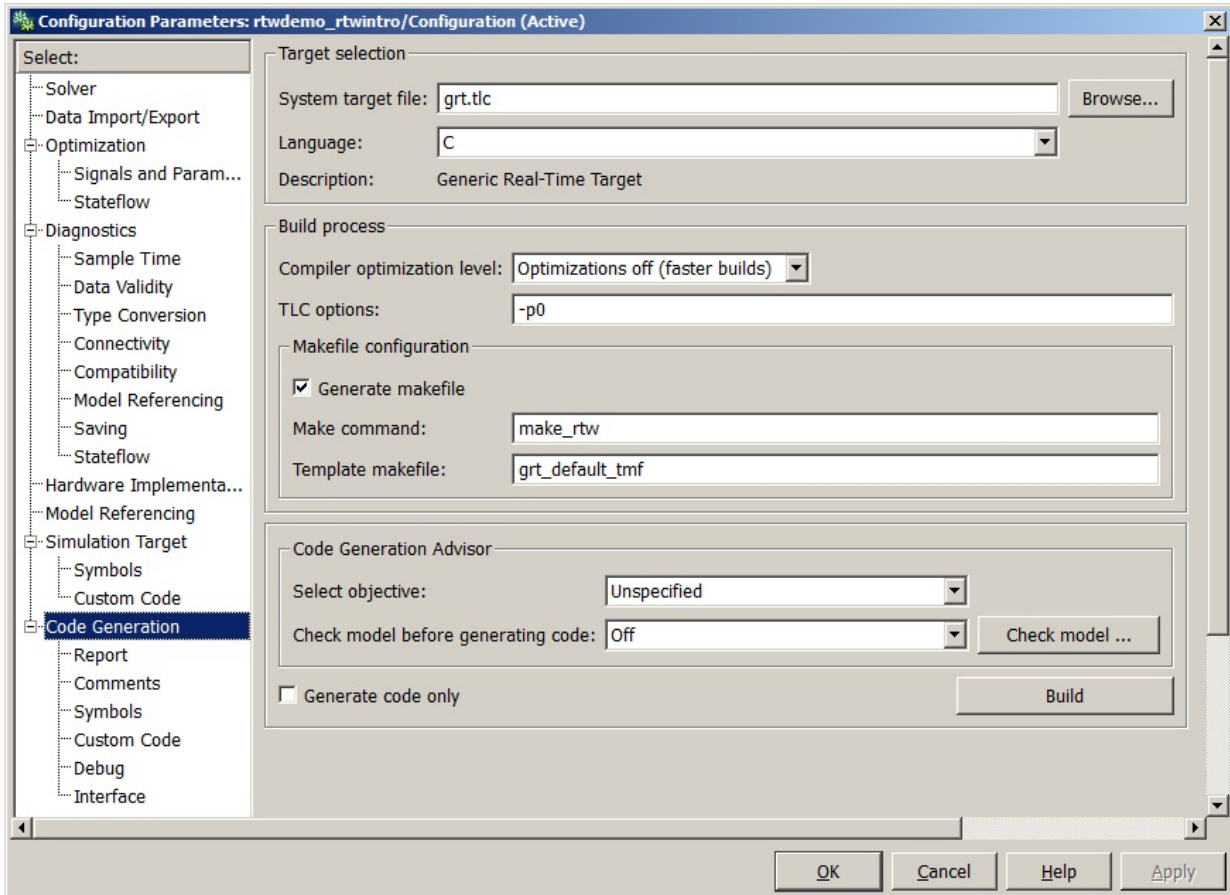 Configuration Parameters: rtwdemo_rtwintro/Configuration (Active)
Select:
Solver
Data Import/Export
Optimization
Signals and Param...
Stateflow
Diagnostics
Sample Time
Data Validity
Type Conversion
Connectivity
Compatibility
Model Referencing
Saving
Stateflow
Hardware Implementa...
Model Referencing
Simulation Target
Symbols
Custom Code
Code Generation
Report
Comments
Symbols
Custom Code
Debug
Interface
Target selection
System target file: grt.tlc Browse...
Language: C
Description: Generic Real-Time Target
Build process
Compiler optimization level: Optimizations off (faster builds)
TLC options: -p0
Makefile configuration
Generate makefile
Make command: make_rtw
Template makefile: grt_default_tmf
Code Generation Advisor
Select objective: Unspecified
Check model before generating code: Off Check model ...
Generate code only Build
OK Cancel Help Apply